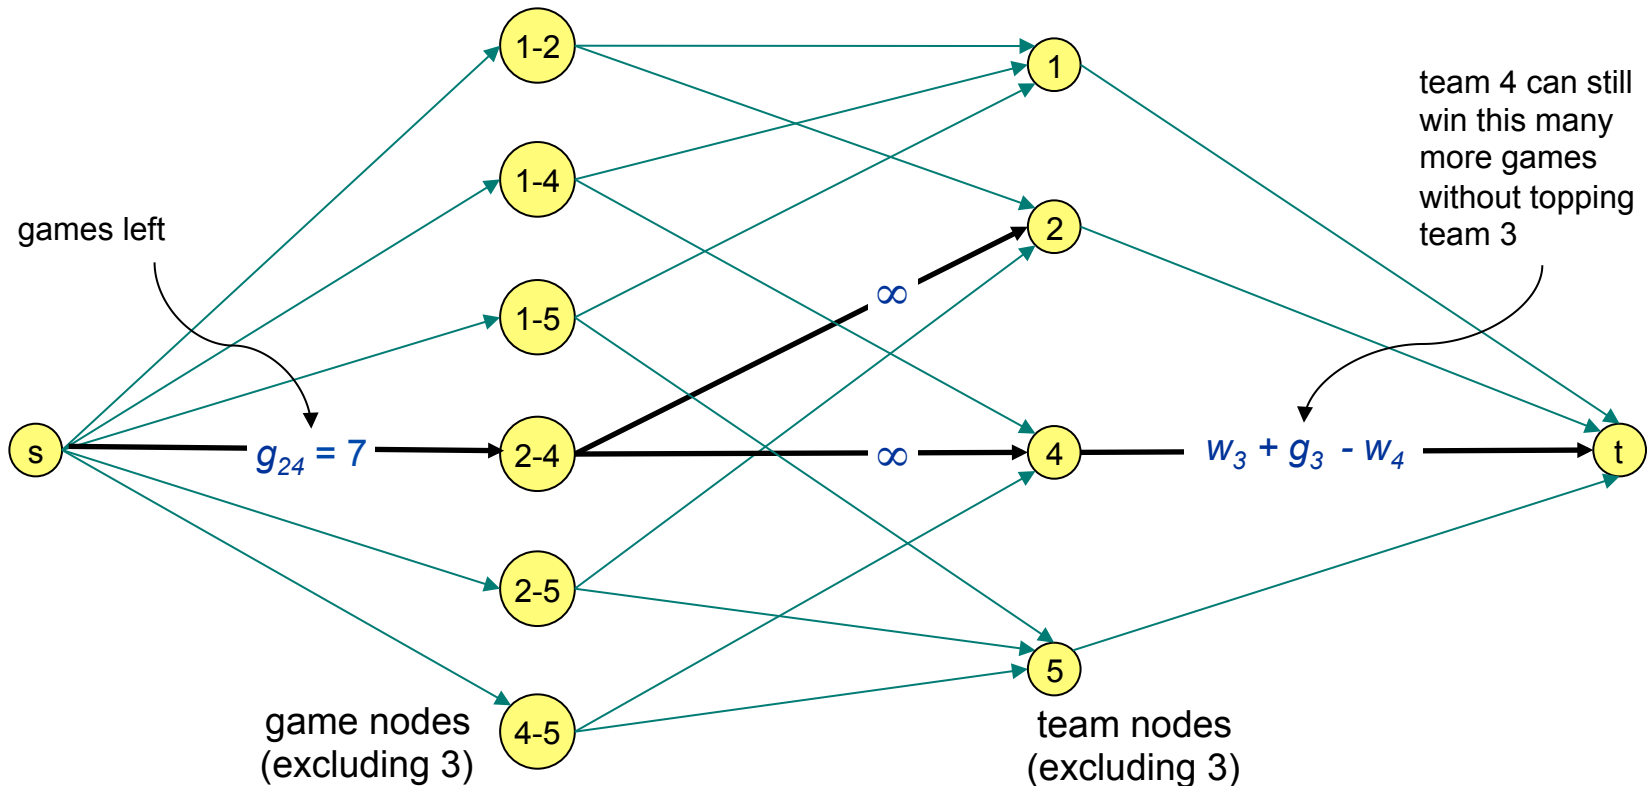 1-2
1
team 4 can still
win this many
more games
without topping
team 3
1-4
games left
2
∞
1-5
s
g24 = 7
2-4
∞
4
w3 + g3 - w4
t
2-5
5
4-5
game nodes
(excluding 3)
team nodes
(excluding 3)